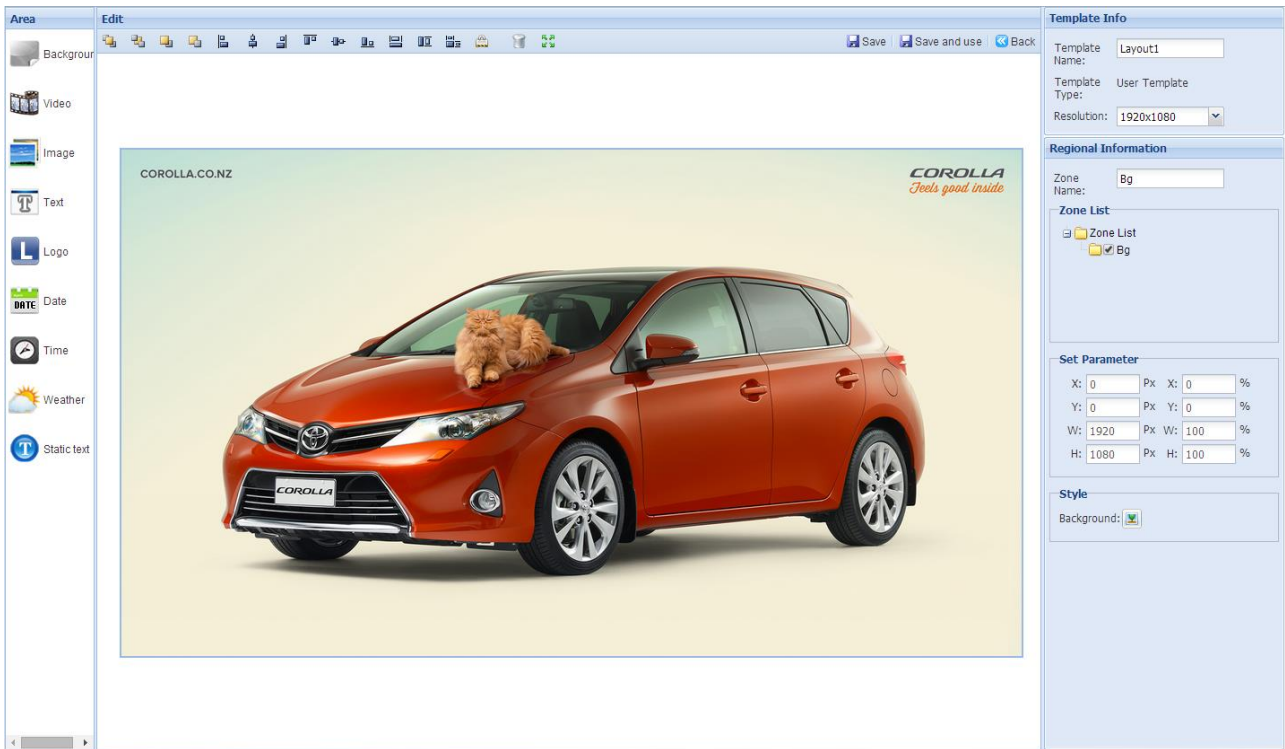 Area
Backgrour
Video
Image
T
Text
L
Logo
DATE
Date
Time
Weather
T
Static text
Edit
Save
Save and use
Back
COROLLA.CO.NZ
COROLLA
Feels good inside
COROLLA
Template Info
Template Name:
Layout1
Template Type:
User Template
Resolution:
1920x1080
Regional Information
Zone Name:
Bg
Zone List
Zone List
Bg
Set Parameter
X: 0 Px X: 0 %
Y: 0 Px Y: 0 %
W: 1920 Px W: 100 %
H: 1080 Px H: 100 %
Style
Background: